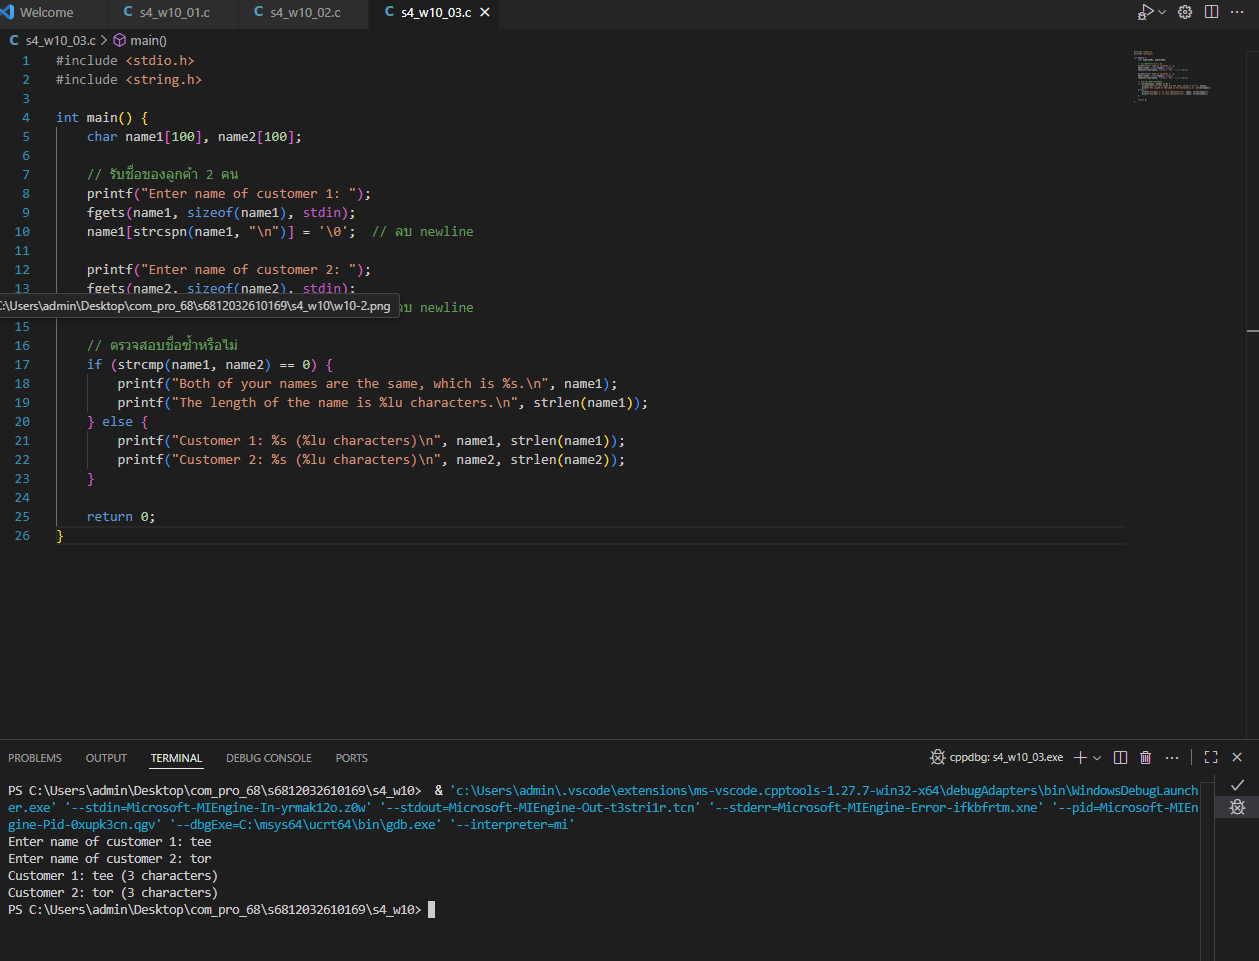 Welcome
C s4_w10_01.c
C s4_w10_02.c
C s4_w10_03.c
C s4_w10_03.c > main()
1 #include <stdio.h>
2 #include <string.h>
3
4 int main() {
5 char name1[100], name2[100];
6
7 // รับชื่อของลูกค้า 2 คน
8 printf("Enter name of customer 1: ");
9 fgets(name1, sizeof(name1), stdin);
10 name1[strcspn(name1, "\n")] = '\0'; // ลบ newline
11
12 printf("Enter name of customer 2: ");
13 fgets(name2, sizeof(name2), stdin);
C:\Users\admin\Desktop\com_pro_68\s6812032610169\s4_w10\w10-2.png ลบ newline
15
16 // ตรวจสอบชื่อซ้ำหรือไม่
17 if (strcmp(name1, name2) == 0) {
18 printf("Both of your names are the same, which is %s.\n", name1);
19 printf("The length of the name is %lu characters.\n", strlen(name1));
20 } else {
21 printf("Customer 1: %s (%lu characters)\n", name1, strlen(name1));
22 printf("Customer 2: %s (%lu characters)\n", name2, strlen(name2));
23 }
24
25 return 0;
26 }
PROBLEMS OUTPUT TERMINAL DEBUG CONSOLE PORTS
cppdbg: s4_w10_03.exe
PS C:\Users\admin\Desktop\com_pro_68\s6812032610169\s4_w10> & 'c:\Users\admin\.vscode\extensions\ms-vscode.cpptools-1.27.7-win32-x64\debugAdapters\bin\WindowsDebugLaunch
er.exe' '--stdin=Microsoft-MIEngine-In-yrmak12o.z0w' '--stdout=Microsoft-MIEngine-Out-t3stri1r.tcn' '--stderr=Microsoft-MIEngine-Error-ifkbfrtm.xne' '--pid=Microsoft-MIEn
gine-Pid-0xupk3cn.qgv' '--dbgExe=C:\msys64\ucrt64\bin\gdb.exe' '--interpreter=mi'
Enter name of customer 1: tee
Enter name of customer 2: tor
Customer 1: tee (3 characters)
Customer 2: tor (3 characters)
PS C:\Users\admin\Desktop\com_pro_68\s6812032610169\s4_w10>